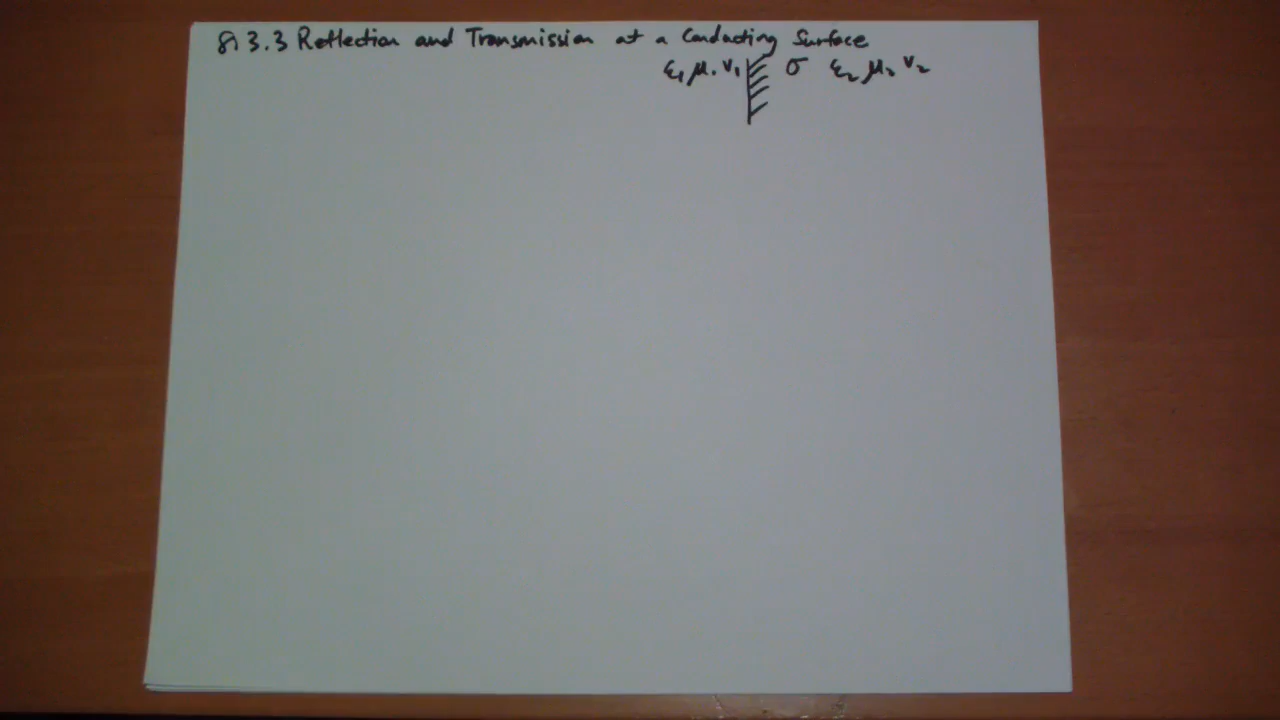 § 3.3 Reflection and Transmission at a Conducting Surface
ε₁ μ₁ v₁ σ ε₂ μ₂ v₂